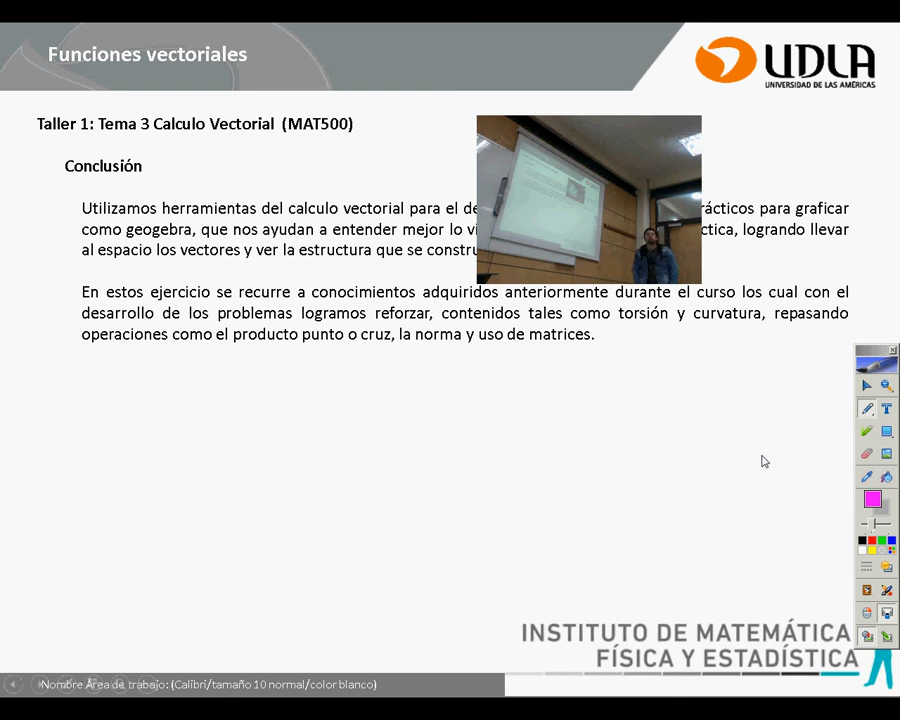 Funciones vectoriales
UDLA
UNIVERSIDAD DE LAS AMÉRICAS
Taller 1: Tema 3 Calculo Vectorial (MAT500)
Conclusión
Utilizamos herramientas del calculo vectorial para el de rácticos para graficar
como geogebra, que nos ayudan a entender mejor lo vi ctica, logrando llevar
al espacio los vectores y ver la estructura que se constru
En estos ejercicio se recurre a conocimientos adquiridos anteriormente durante el curso los cual con el
desarrollo de los problemas logramos reforzar, contenidos tales como torsión y curvatura, repasando
operaciones como el producto punto o cruz, la norma y uso de matrices.
INSTITUTO DE MATEMÁTICA
FÍSICA Y ESTADÍSTICA
Nombre Área de trabajo: (Calibri/tamaño 10 normal/color blanco)